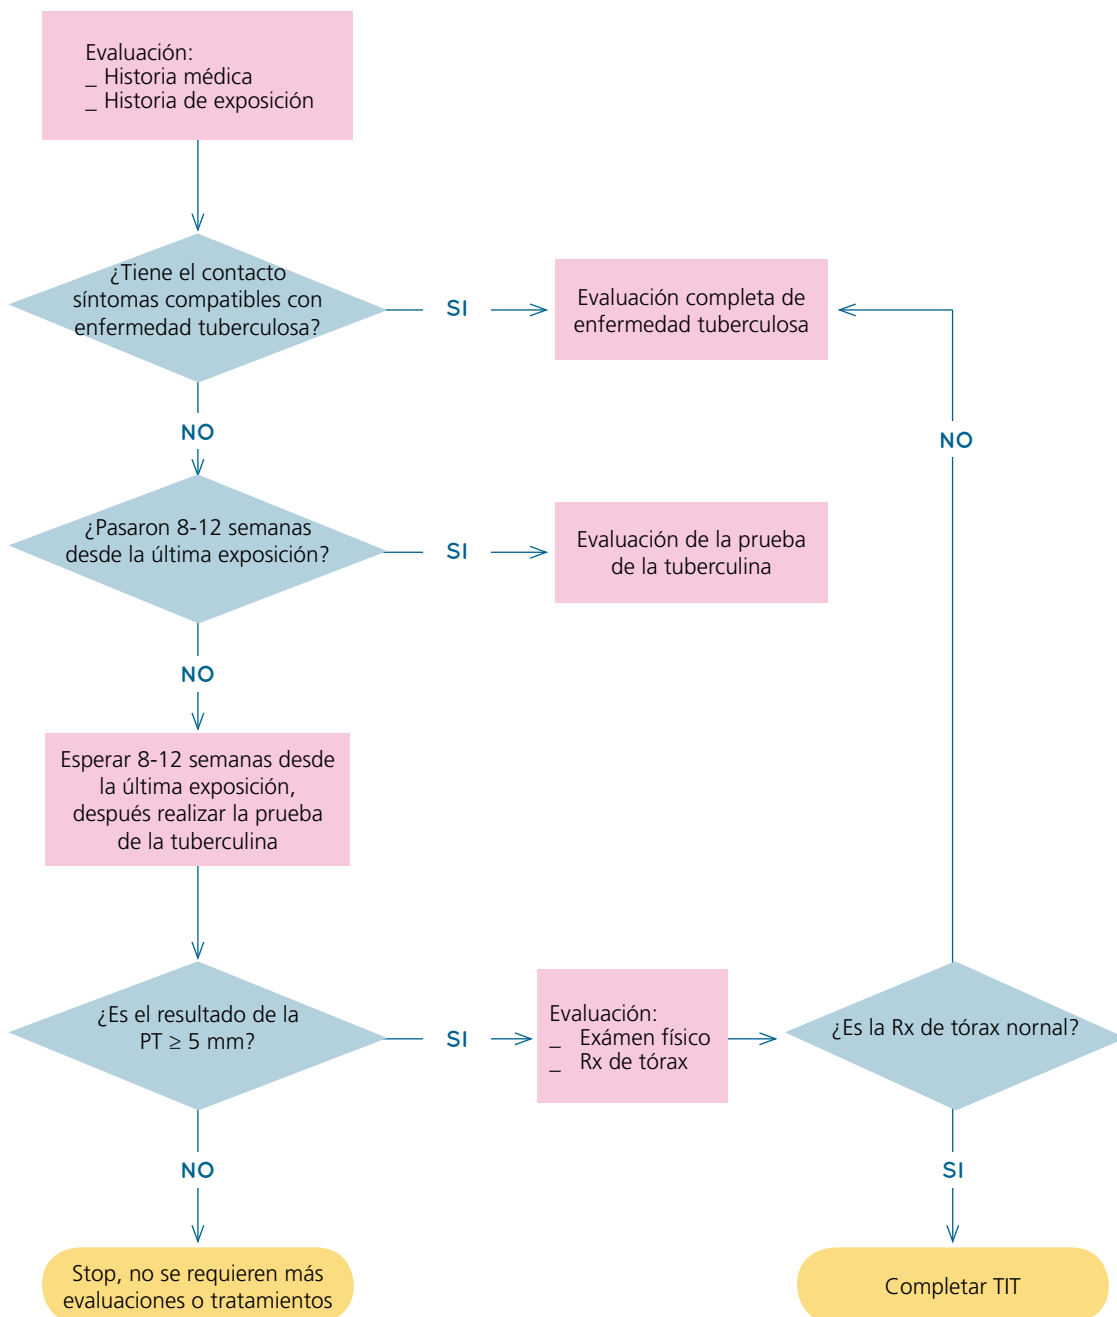 Evaluación:
_ Historia médica
_ Historia de exposición
¿Tiene el contacto
síntomas compatibles con
enfermedad tuberculosa?
SI
Evaluación completa de
enfermedad tuberculosa
NO
NO
¿Pasaron 8-12 semanas
desde la última exposición?
SI
Evaluación de la prueba
de la tuberculina
NO
Esperar 8-12 semanas desde
la última exposición,
después realizar la prueba
de la tuberculina
¿Es el resultado de la
PT ≥ 5 mm?
SI
Evaluación:
_ Exámen físico
_ Rx de tórax
¿Es la Rx de tórax nornal?
NO
SI
Stop, no se requieren más
evaluaciones o tratamientos
Completar TIT